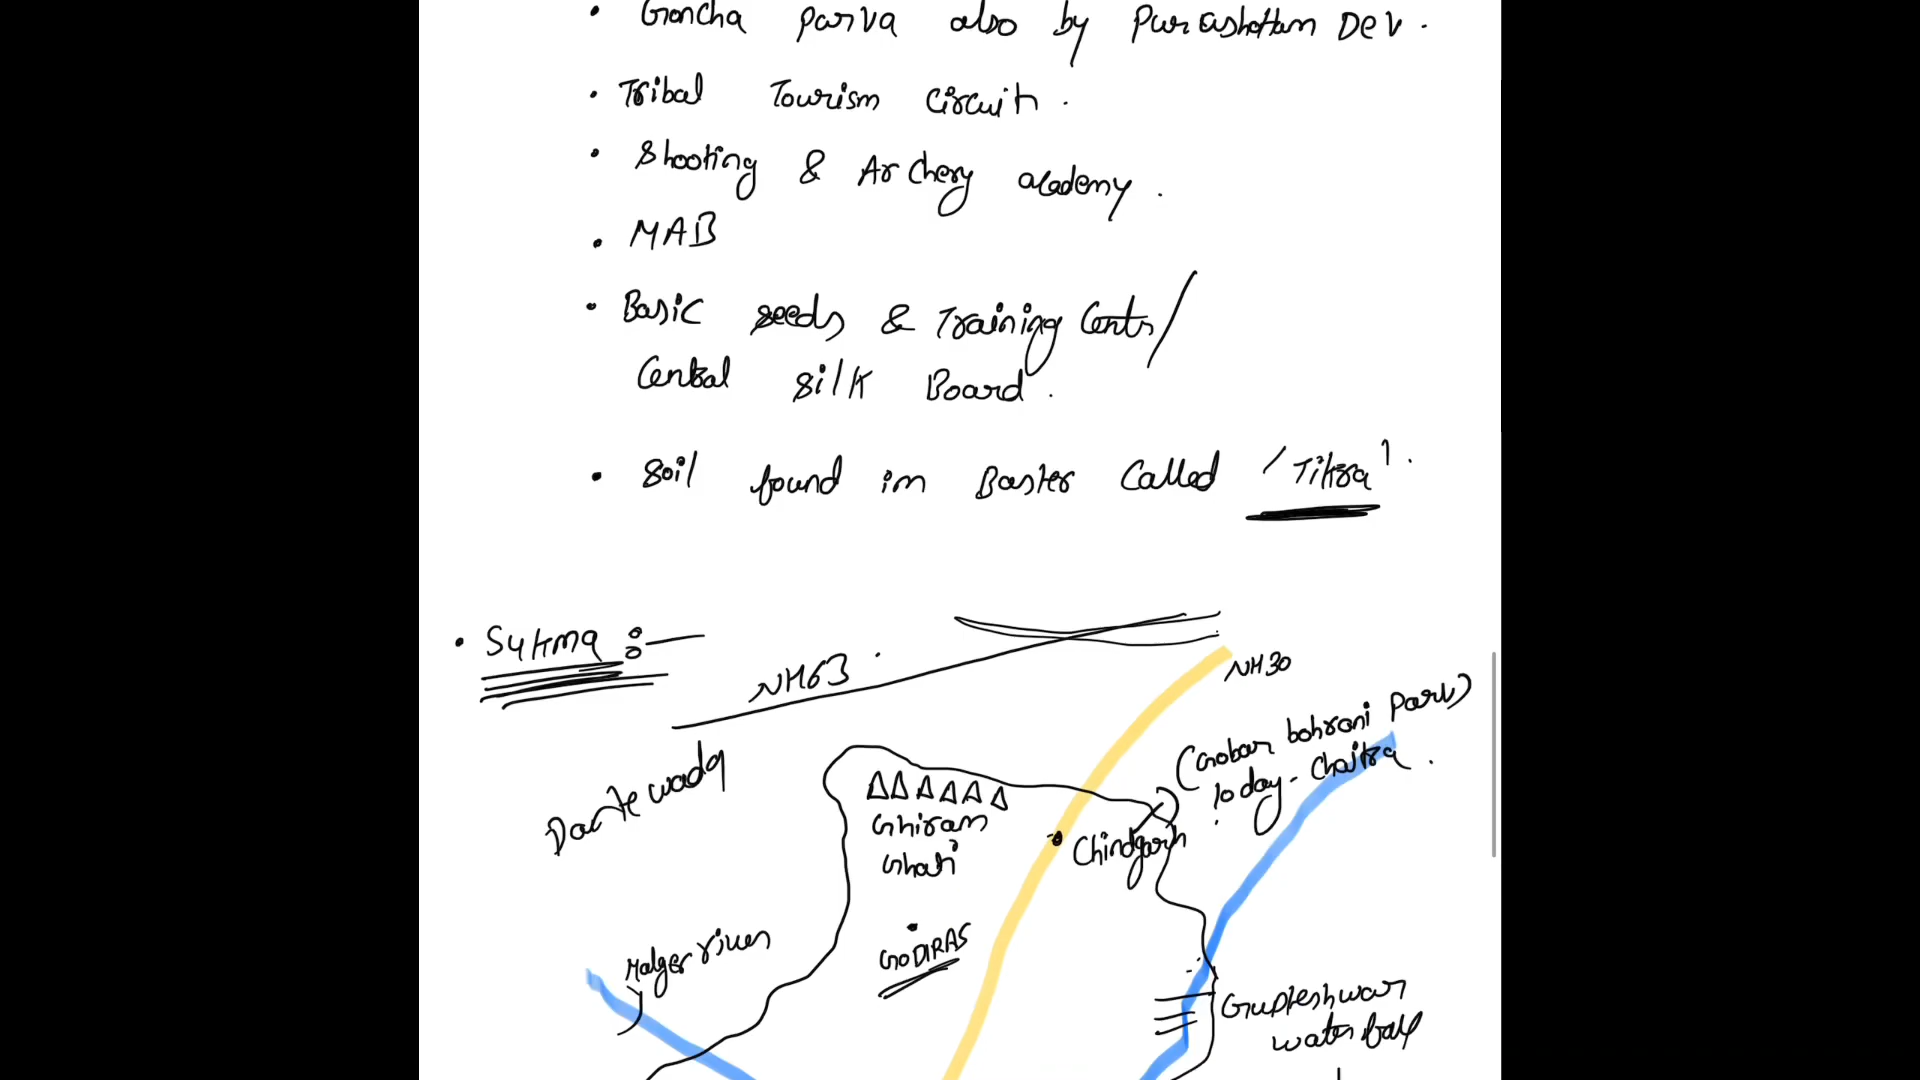 • Goncha parva also by Purushottam Dev.
• Tribal Tourism Circuit.
• Shooting & Archery academy.
• MAB
• Basic seeds & Training Centr/
Central Silk Board.
• Soil found in Baster Called 'Tikra'.
• Sukma :—
NH63
NH30
(Gobar bohrani Parv)
10 day - Chaitra.
Dantewada
Ghiram
Ghati
• Chindgarh
Malger river
• GODIRAS
Gupteshwar
waterfall